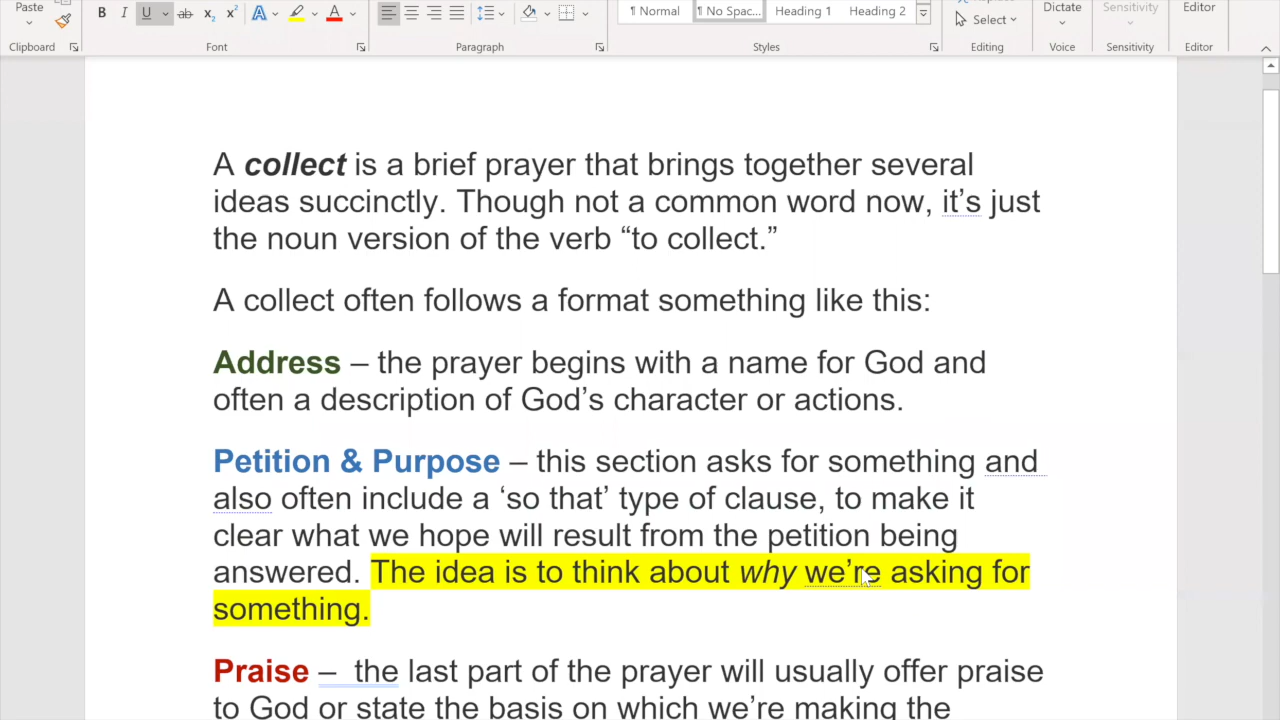 Paste
B I U ab x₂ x² A A
¶ Normal ¶ No Spac... Heading 1 Heading 2
Select
Dictate
Sensitivity
Editor
Clipboard Font Paragraph Styles Editing Voice Sensitivity Editor
A collect is a brief prayer that brings together several
ideas succinctly. Though not a common word now, it’s just
the noun version of the verb “to collect.”
A collect often follows a format something like this:
Address – the prayer begins with a name for God and
often a description of God’s character or actions.
Petition & Purpose – this section asks for something and
also often include a ‘so that’ type of clause, to make it
clear what we hope will result from the petition being
answered. The idea is to think about why we’re asking for
something.
Praise – the last part of the prayer will usually offer praise
to God or state the basis on which we’re making the